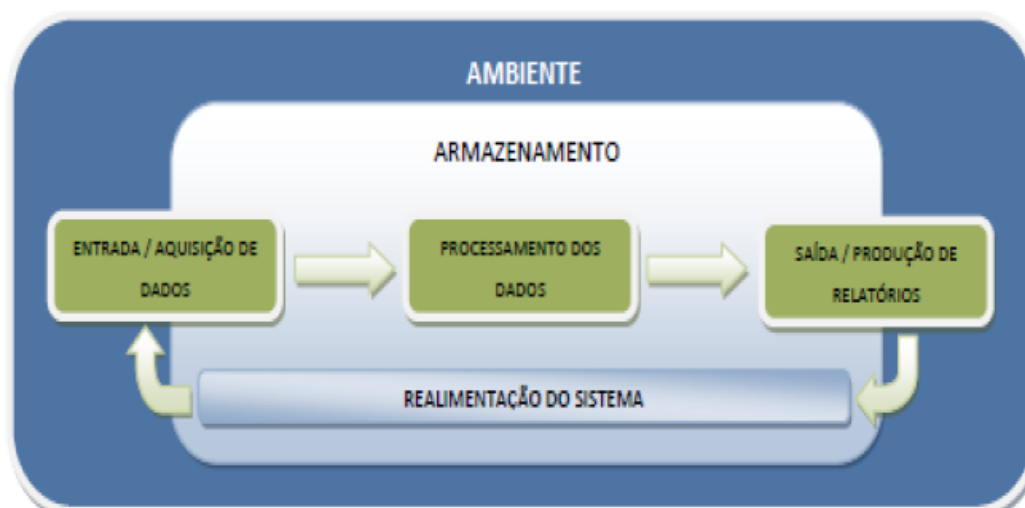 AMBIENTE
ARMAZENAMENTO
ENTRADA / AQUISIÇÃO DE
DADOS
PROCESSAMENTO DOS
DADOS
SAÍDA / PRODUÇÃO DE
RELATÓRIOS
REALIMENTAÇÃO DO SISTEMA